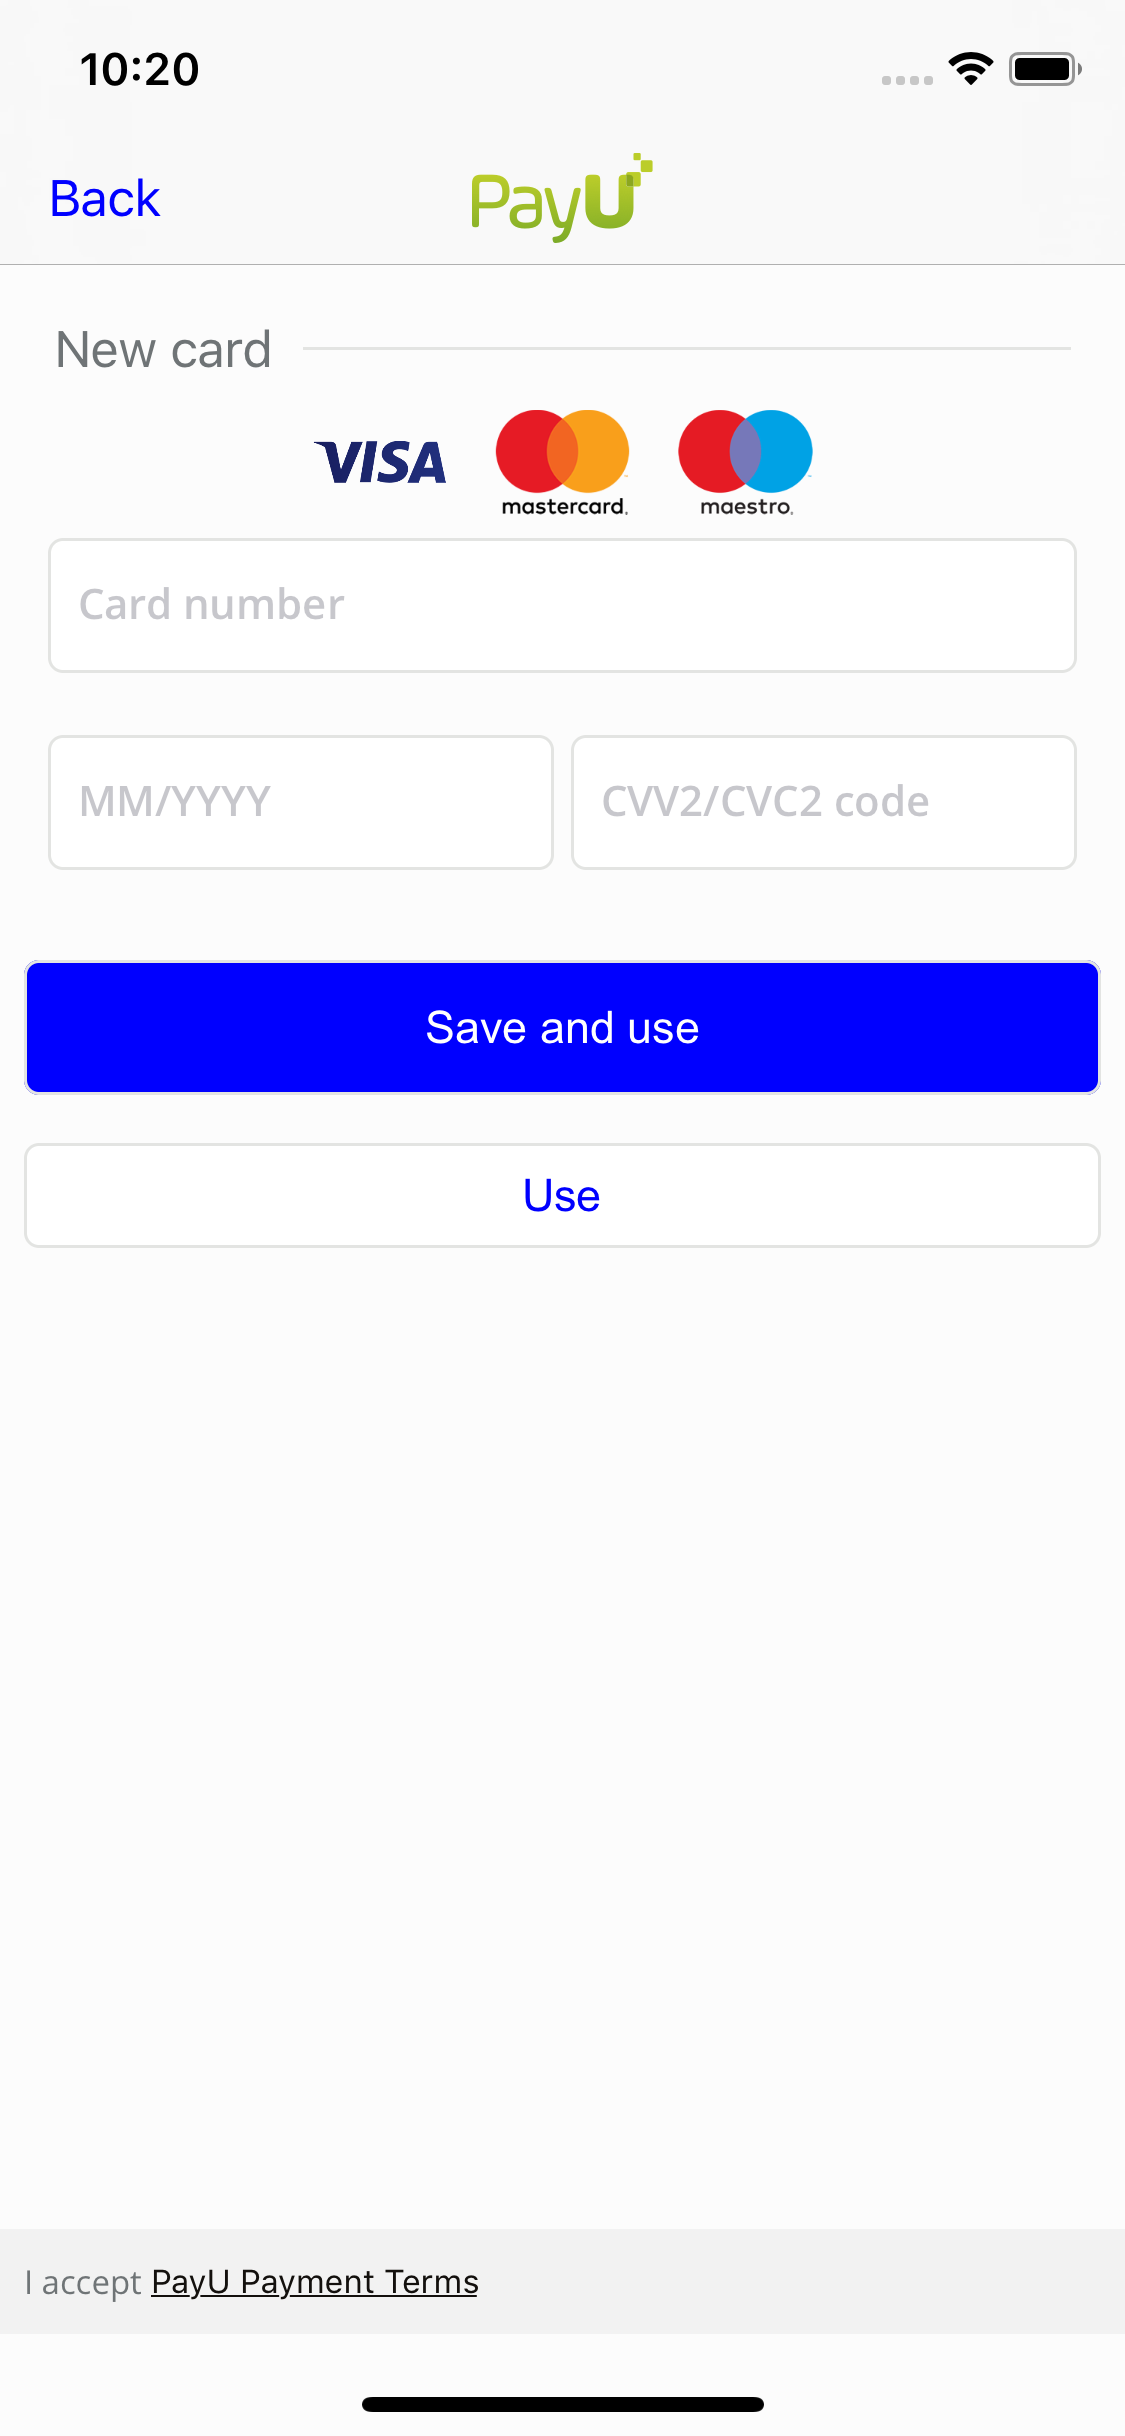 10:20
Back
PayU
New card
VISA
mastercard.
maestro.
Card number
MM/YYYY
CVV2/CVC2 code
Save and use
Use
I accept PayU Payment Terms